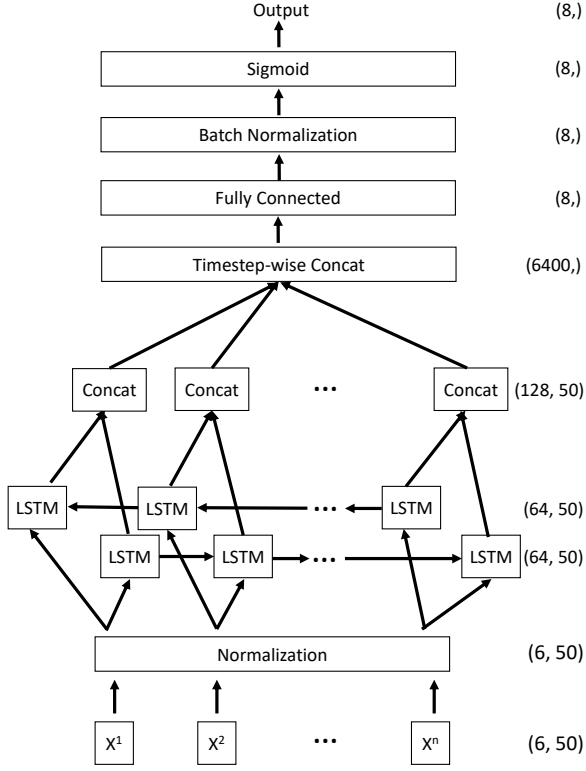 Output (8,)
Sigmoid (8,)
Batch Normalization (8,)
Fully Connected (8,)
Timestep-wise Concat (6400,)
Concat Concat ... Concat (128, 50)
LSTM LSTM ... LSTM (64, 50)
LSTM LSTM ... LSTM (64, 50)
Normalization (6, 50)
X¹ X² ... Xⁿ (6, 50)